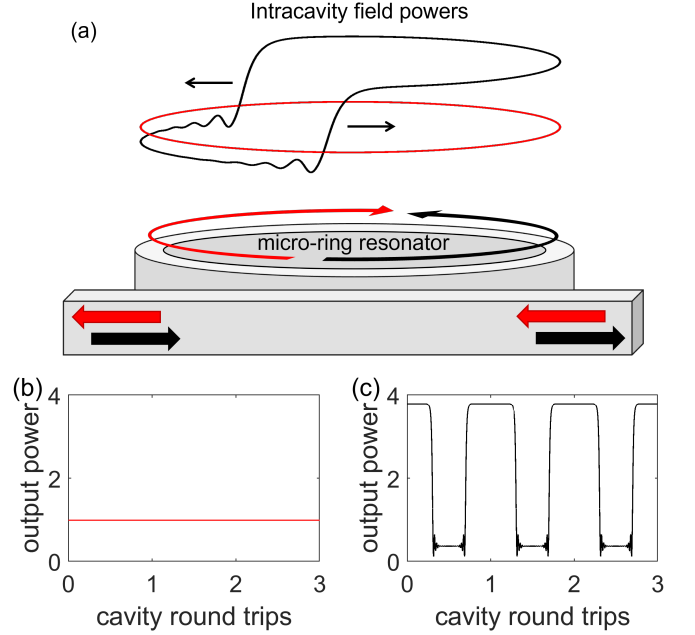 Intracavity field powers
(a)
micro-ring resonator
(b)
4
2
0
output power
0
1
2
3
cavity round trips
(c)
4
2
0
output power
0
1
2
3
cavity round trips